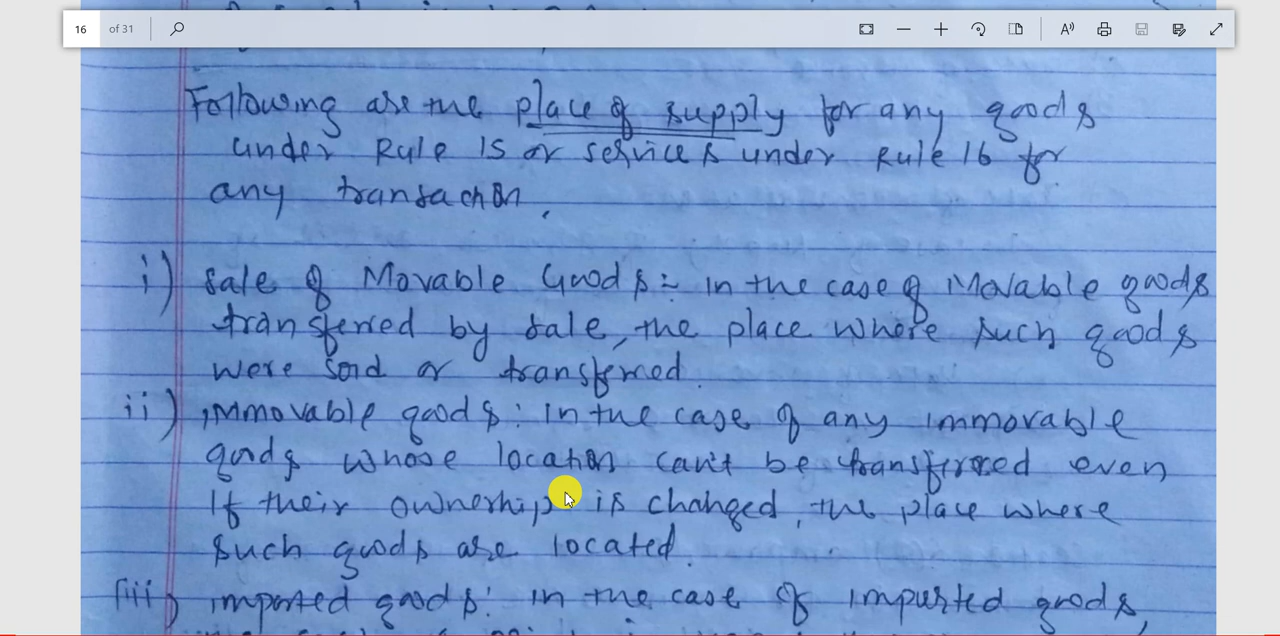 16 of 31
Following are the place of supply for any goods
under Rule 15 or services under Rule 16 for
any transaction.
i) Sale of Movable Goods :- in the case of Movable goods
transferred by sale, the place where such goods
were sold or transferred.
ii) immovable goods : in the case of any immovable
goods whose location can't be transferred even
If their ownership is changed, the place where
such goods are located.
iii) imported goods : in the case of imported goods,